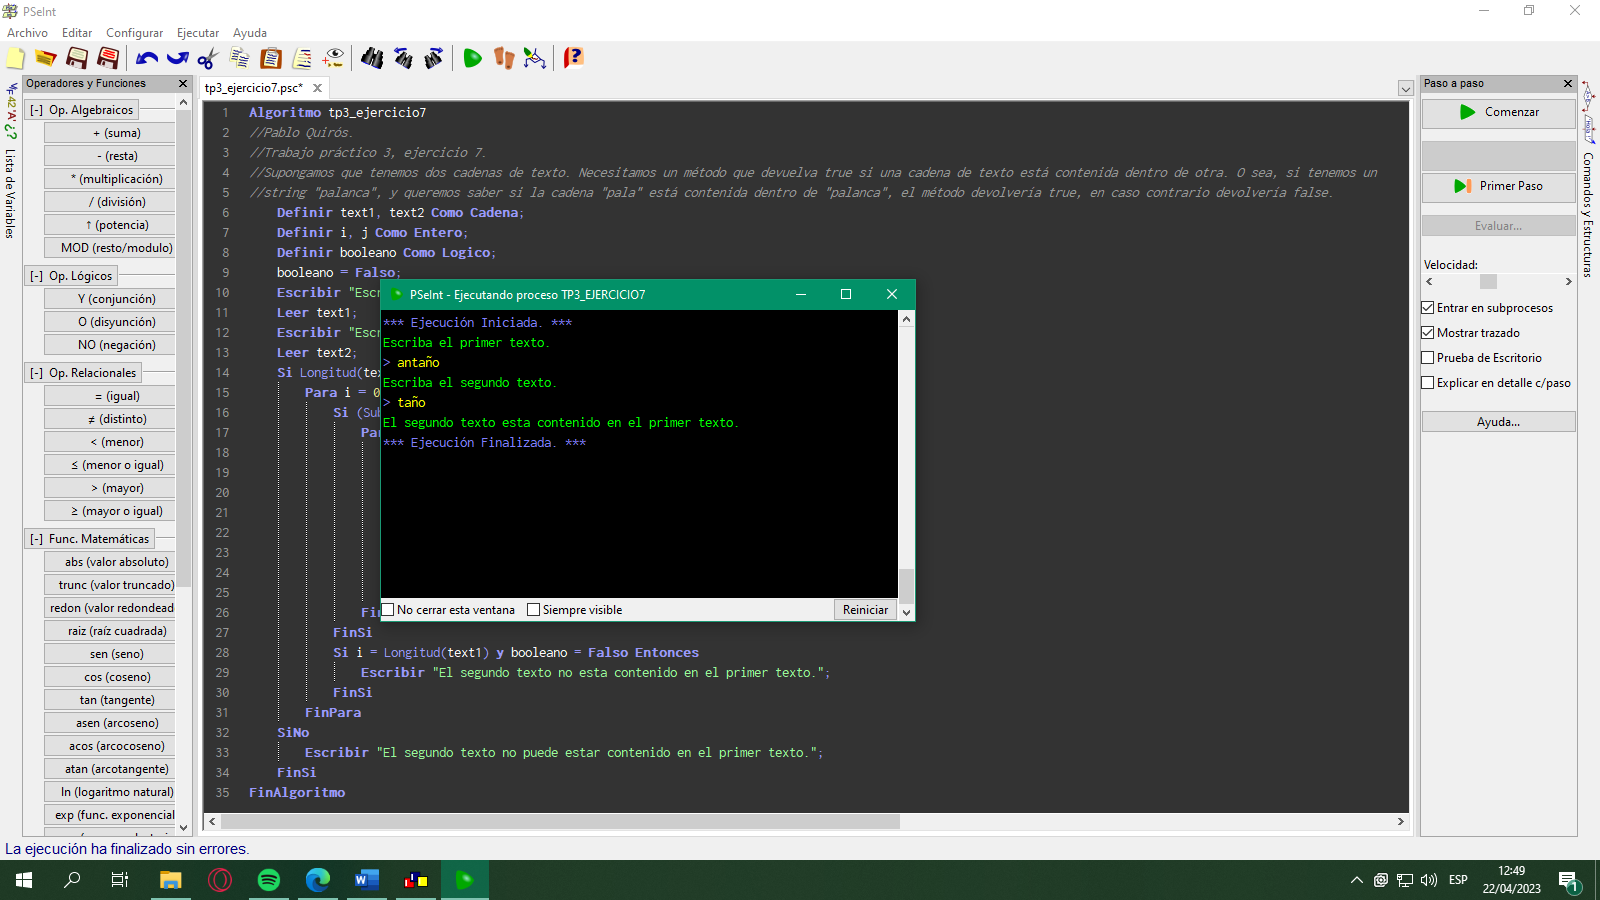 PSeInt
Archivo Editar Configurar Ejecutar Ayuda
Operadores y Funciones
[-] Op. Algebraicos
+ (suma)
- (resta)
* (multiplicación)
/ (división)
↑ (potencia)
MOD (resto/modulo)
[-] Op. Lógicos
Y (conjunción)
O (disyunción)
NO (negación)
[-] Op. Relacionales
= (igual)
≠ (distinto)
< (menor)
≤ (menor o igual)
> (mayor)
≥ (mayor o igual)
[-] Func. Matemáticas
abs (valor absoluto)
trunc (valor truncado)
redon (valor redondead
raiz (raíz cuadrada)
sen (seno)
cos (coseno)
tan (tangente)
asen (arcoseno)
acos (arcocoseno)
atan (arcotangente)
ln (logaritmo natural)
exp (func. exponencial
Lista de Variables
tp3_ejercicio7.psc*
1 Algoritmo tp3_ejercicio7
2 //Pablo Quirós.
3 //Trabajo práctico 3, ejercicio 7.
4 //Supongamos que tenemos dos cadenas de texto. Necesitamos un método que devuelva true si una cadena de texto está contenida dentro de otra. O sea, si tenemos un
5 //string "palanca", y queremos saber si la cadena "pala" está contenida dentro de "palanca", el método devolvería true, en caso contrario devolvería false.
6 Definir text1, text2 Como Cadena;
7 Definir i, j Como Entero;
8 Definir booleano Como Logico;
9 booleano = Falso;
10 Escribir "Escr
11 Leer text1;
12 Escribir "Escr
13 Leer text2;
14 Si Longitud(te
15 Para i = 0
16 Si (Sub
17 Pa
18
19
20
21
22
23
24
25
26 Fi
27 FinSi
28 Si i = Longitud(text1) y booleano = Falso Entonces
29 Escribir "El segundo texto no esta contenido en el primer texto.";
30 FinSi
31 FinPara
32 SiNo
33 Escribir "El segundo texto no puede estar contenido en el primer texto.";
34 FinSi
35 FinAlgoritmo
PSeInt - Ejecutando proceso TP3_EJERCICIO7
*** Ejecución Iniciada. ***
Escriba el primer texto.
> antaño
Escriba el segundo texto.
> taño
El segundo texto esta contenido en el primer texto.
*** Ejecución Finalizada. ***
No cerrar esta ventana Siempre visible Reiniciar
Paso a paso
Comenzar
Primer Paso
Evaluar...
Velocidad:
Entrar en subprocesos
Mostrar trazado
Prueba de Escritorio
Explicar en detalle c/paso
Ayuda...
Comandos y Estructuras
La ejecución ha finalizado sin errores.
ESP
12:49
22/04/2023
1